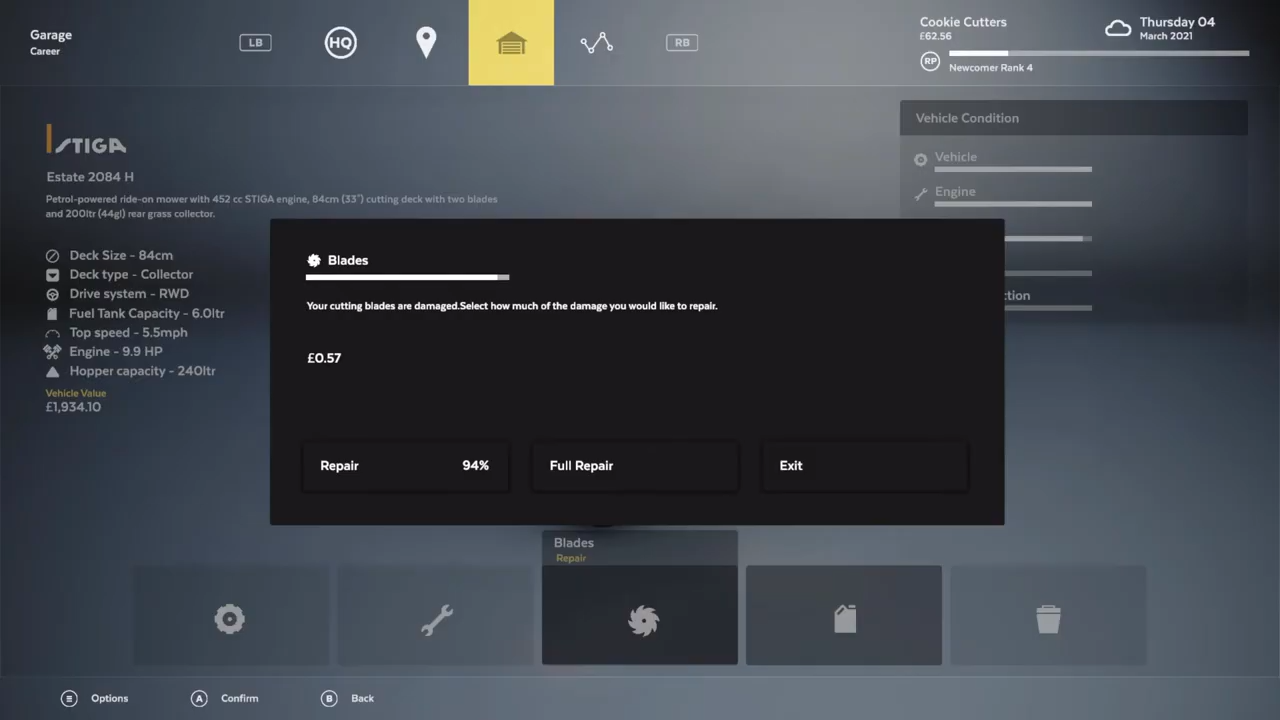 Garage
Career
LB
HQ
RB
Cookie Cutters
£62.56
RP
Newcomer Rank 4
Thursday 04
March 2021
STIGA
Estate 2084 H
Petrol-powered ride-on mower with 452 cc STIGA engine, 84cm (33") cutting deck with two blades
and 200ltr (44gl) rear grass collector.
Deck Size - 84cm
Deck type - Collector
Drive system - RWD
Fuel Tank Capacity - 6.0ltr
Top speed - 5.5mph
Engine - 9.9 HP
Hopper capacity - 240ltr
Vehicle Value
£1,934.10
Vehicle Condition
Vehicle
Engine
Blades
Your cutting blades are damaged.Select how much of the damage you would like to repair.
£0.57
Repair 94%
Full Repair
Exit
Blades
Repair
Options
A Confirm
B Back